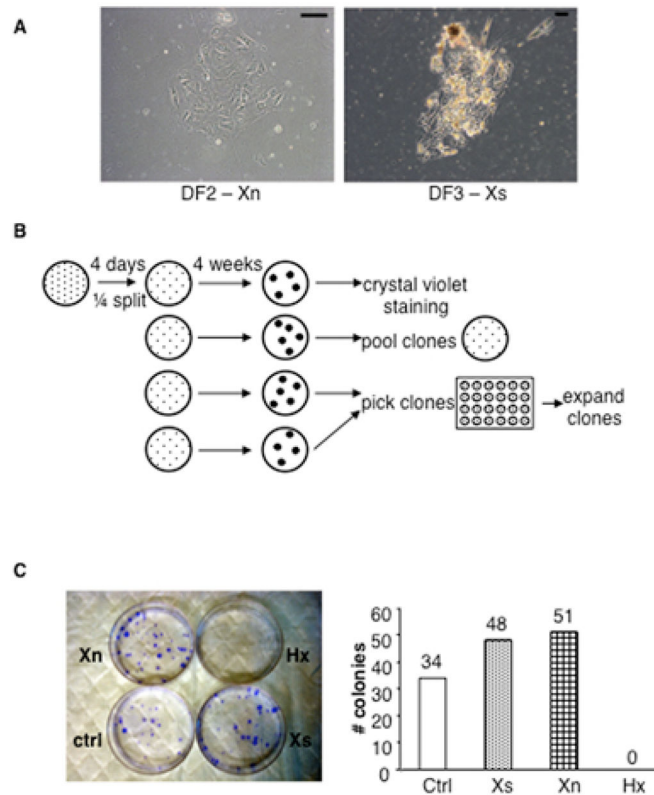 A
DF2 – Xn
DF3 – Xs
B
4 days
¼ split
4 weeks
crystal violet
staining
pool clones
pick clones
expand
clones
C
Xn
Hx
ctrl
Xs
# colonies
60
50
40
30
20
10
0
34
48
51
0
Ctrl
Xs
Xn
Hx